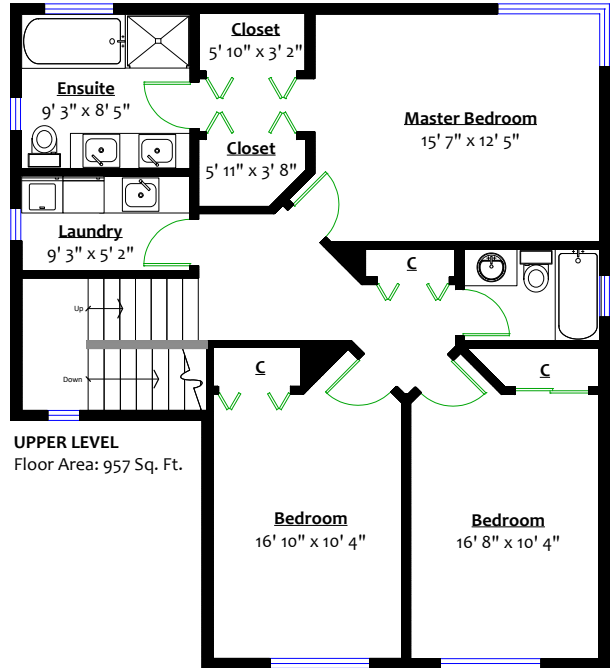 Closet
5' 10" x 3' 2"
Ensuite
9' 3" x 8' 5"
Master Bedroom
15' 7" x 12' 5"
Closet
5' 11" x 3' 8"
Laundry
9' 3" x 5' 2"
C
Up
Down
C
C
UPPER LEVEL
Floor Area: 957 Sq. Ft.
Bedroom
16' 10" x 10' 4"
Bedroom
16' 8" x 10' 4"